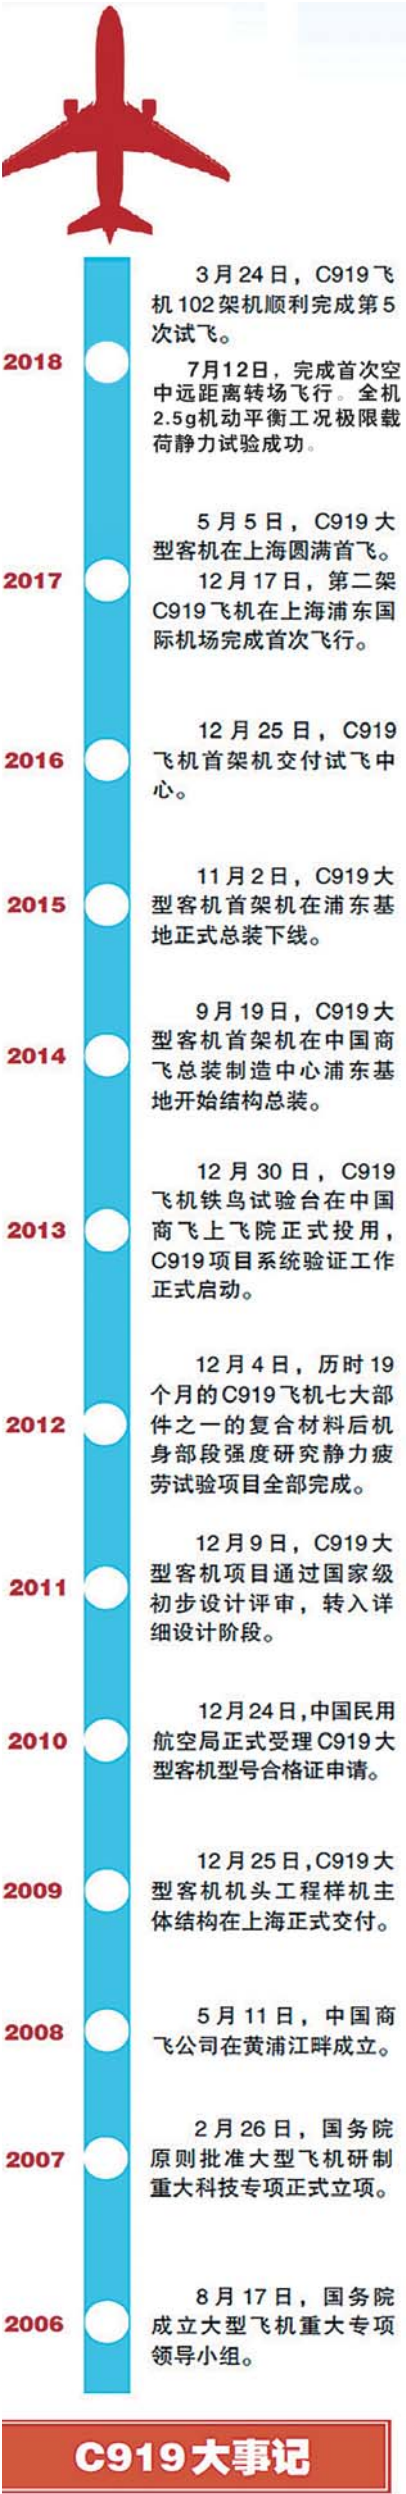 2018
3月24日，C919飞
机102架机顺利完成第5
次试飞。
7月12日，完成首次空
中远距离转场飞行。全机
2.5g机动平衡工况极限载
荷静力试验成功。
2017
5月5日，C919大
型客机在上海圆满首飞。
12月17日，第二架
C919飞机在上海浦东国
际机场完成首次飞行。
2016
12月25日，C919
飞机首架机交付试飞中
心。
2015
11月2日，C919大
型客机首架机在浦东基
地正式总装下线。
2014
9月19日，C919大
型客机首架机在中国商
飞总装制造中心浦东基
地开始结构总装。
2013
12月30日，C919
飞机铁鸟试验台在中国
商飞上飞院正式投用，
C919项目系统验证工作
正式启动。
2012
12月4日，历时19
个月的C919飞机七大部
件之一的复合材料后机
身部段强度研究静力疲
劳试验项目全部完成。
2011
12月9日，C919大
型客机项目通过国家级
初步设计评审，转入详
细设计阶段。
2010
12月24日,中国民用
航空局正式受理C919大
型客机型号合格证申请。
2009
12月25日,C919大
型客机机头工程样机主
体结构在上海正式交付。
2008
5月11日，中国商
飞公司在黄浦江畔成立。
2007
2月26日，国务院
原则批准大型飞机研制
重大科技专项正式立项。
2006
8月17日，国务院
成立大型飞机重大专项
领导小组。
C919大事记